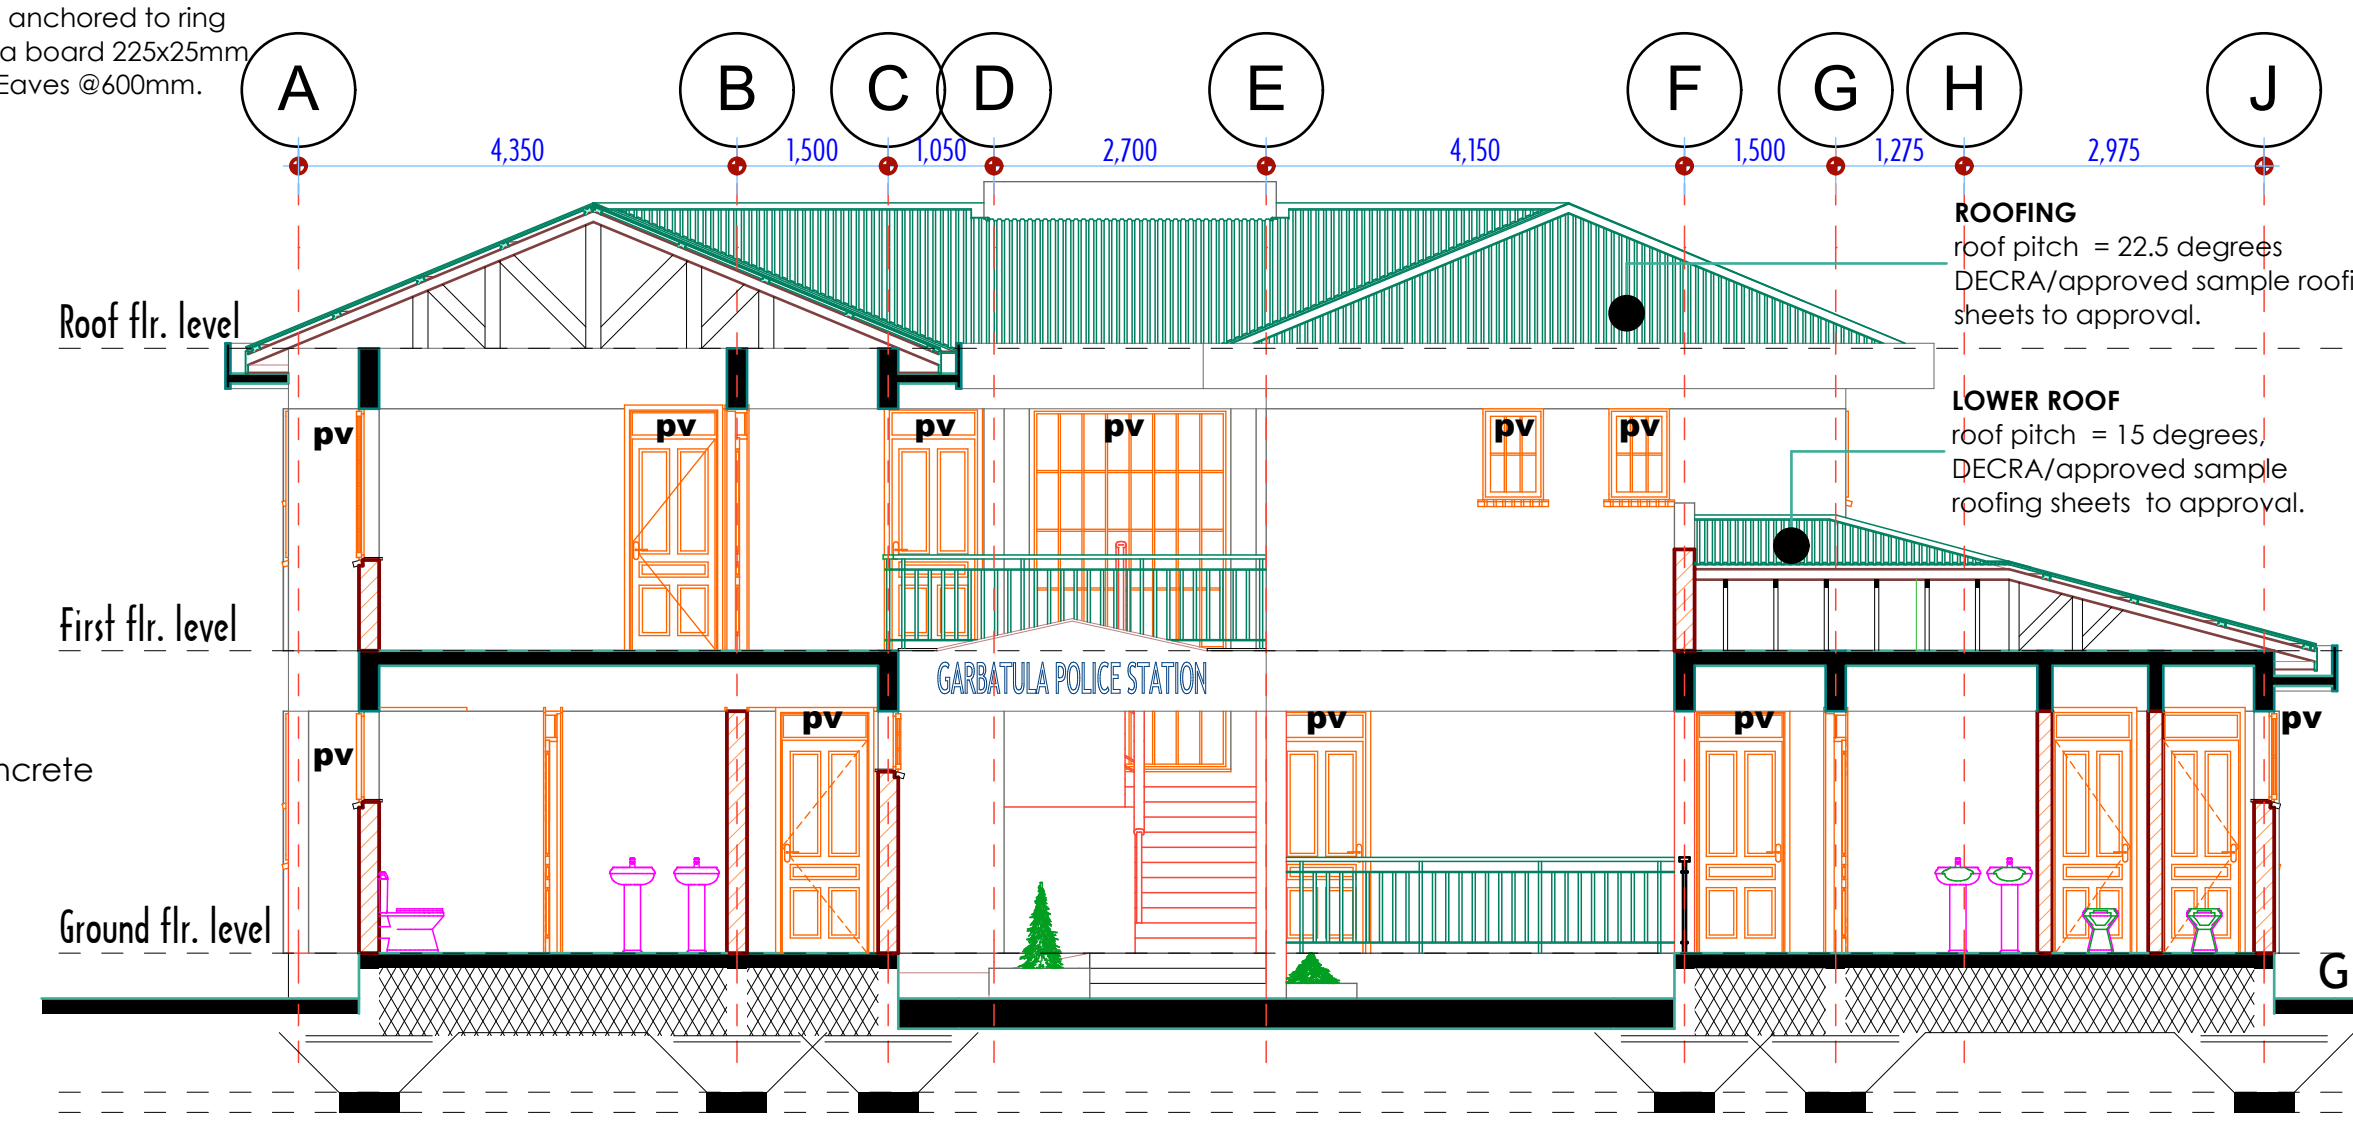 anchored to ring
a board 225x25mm
Eaves @600mm.
A B C D E F G H J
4,350 1,500 1,050 2,700 4,150 1,500 1,275 2,975
ROOFING
roof pitch = 22.5 degrees
DECRA/approved sample roofi
sheets to approval.
Roof flr. level
LOWER ROOF
roof pitch = 15 degrees,
DECRA/approved sample
roofing sheets to approval.
pv pv pv pv pv pv
First flr. level
GARBATULA POLICE STATION
pv pv pv pv pv
ncrete
Ground flr. level
G